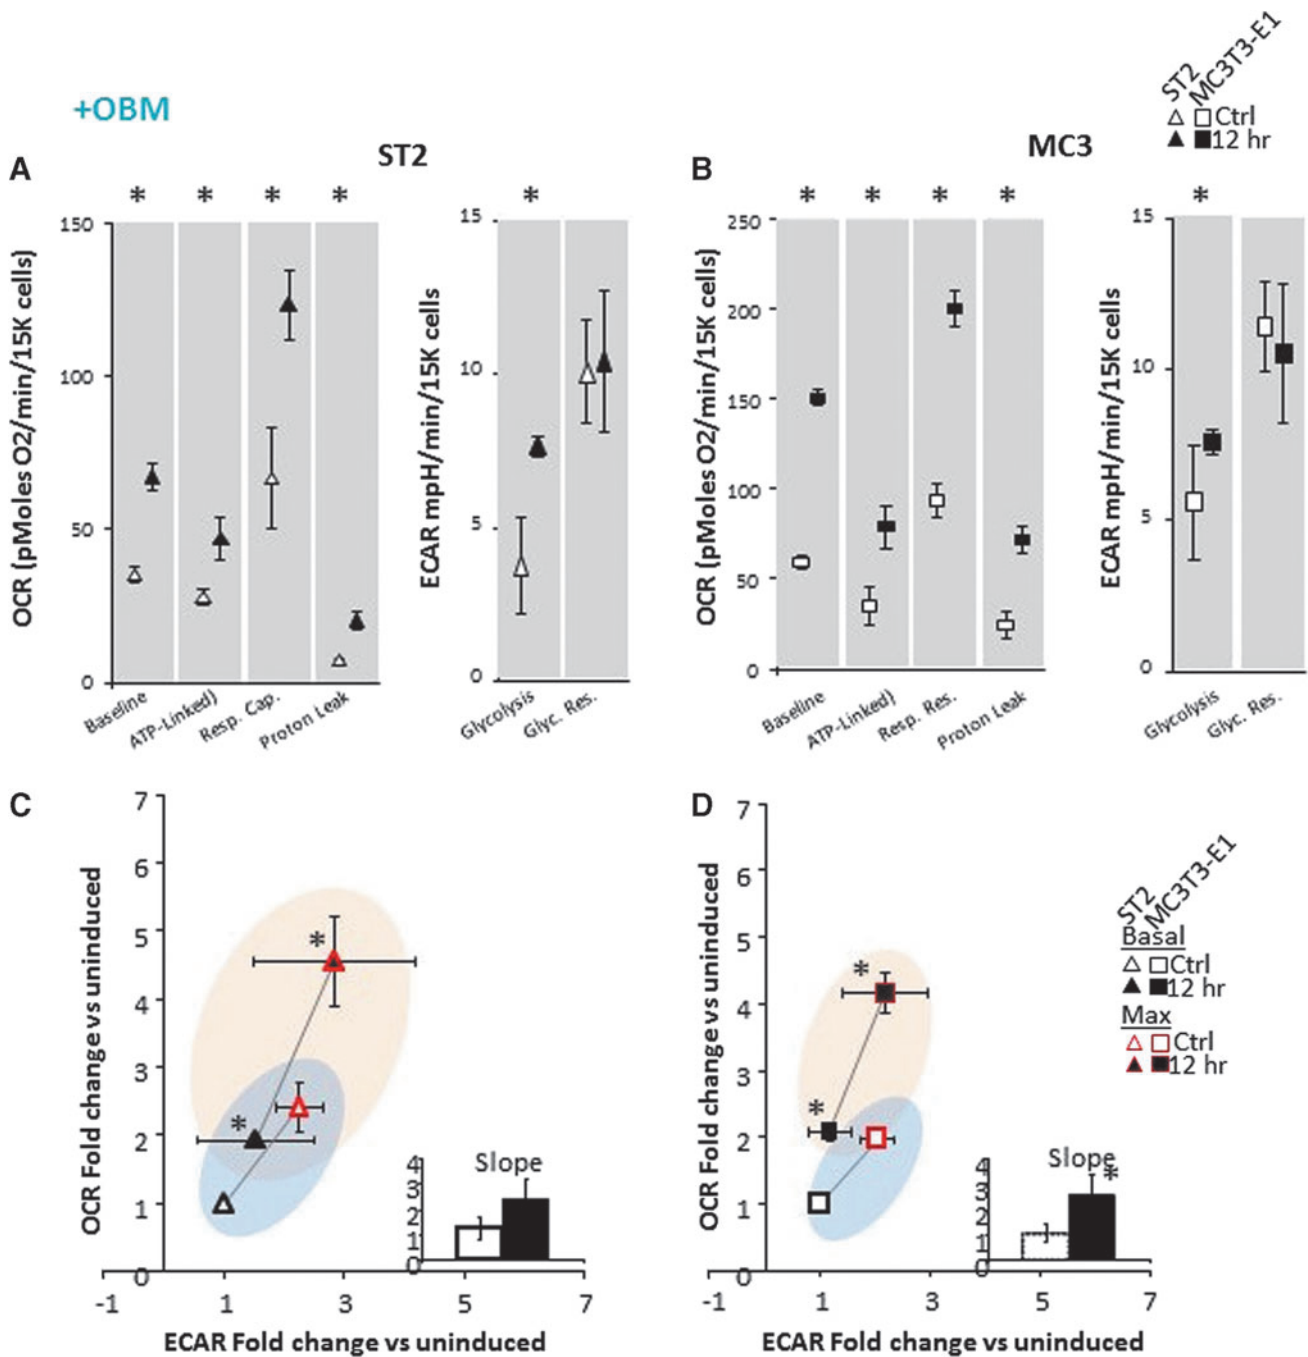 +OBM
ST2
MC3T3-E1
Ctrl
12 hr
A
ST2
* * * *
*
OCR (pMoles O2/min/15K cells)
150
100
50
0
Baseline
ATP-Linked)
Resp. Cap.
Proton Leak
ECAR mpH/min/15K cells
15
10
5
0
Glycolysis
Glyc. Res.
B
MC3
* * * *
*
OCR (pMoles O2/min/15K cells)
250
200
150
100
50
0
Baseline
ATP-Linked)
Resp. Res.
Proton Leak
ECAR mpH/min/15K cells
15
10
5
0
Glycolysis
Glyc. Res.
C
OCR Fold change vs uninduced
7
6
5
4
3
2
1
0
*
*
Slope
4
3
2
1
0
-1 1 3 5 7
ECAR Fold change vs uninduced
D
OCR Fold change vs uninduced
7
6
5
4
3
2
1
0
*
*
Slope
*
4
3
2
1
0
-1 1 3 5 7
ECAR Fold change vs uninduced
ST2
MC3T3-E1
Basal
Ctrl
12 hr
Max
Ctrl
12 hr